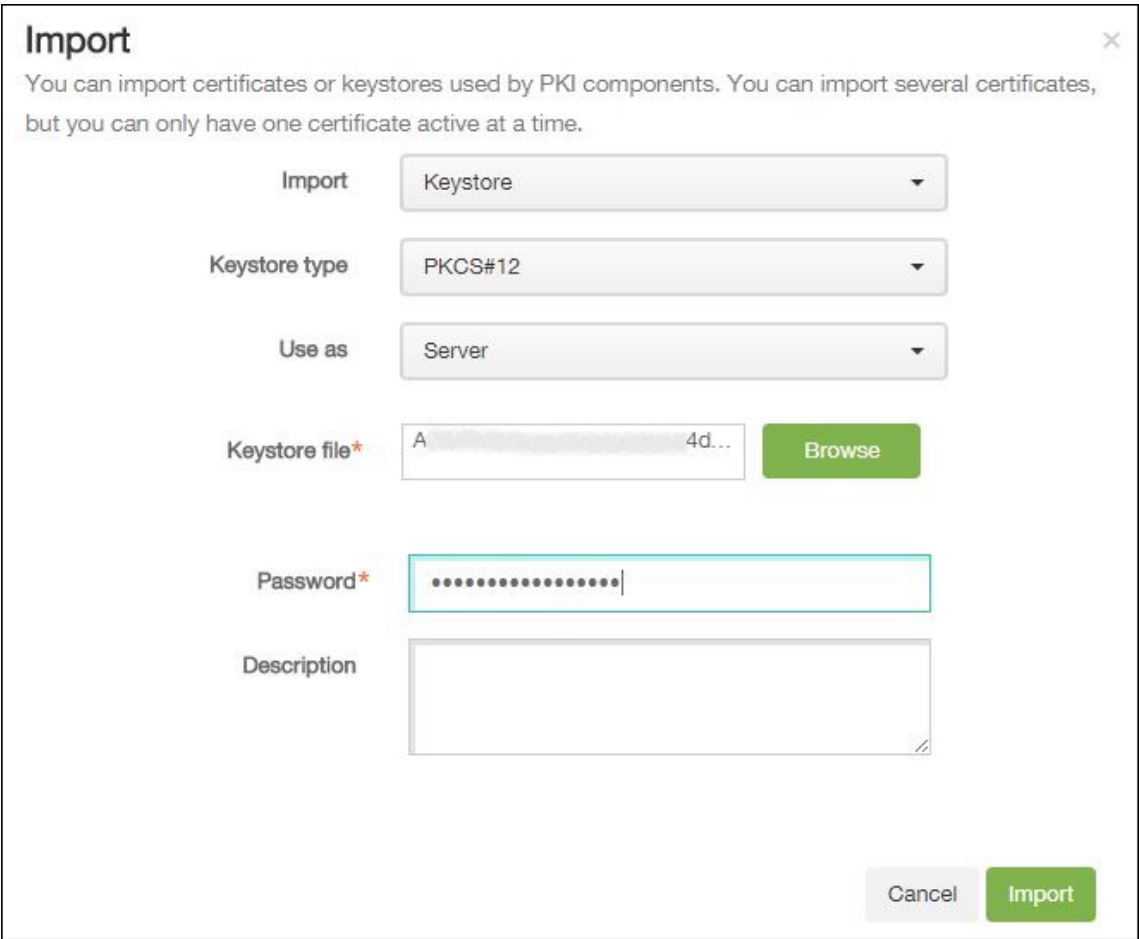 Import
You can import certificates or keystores used by PKI components. You can import several certificates,
but you can only have one certificate active at a time.
Import Keystore
Keystore type PKCS#12
Use as Server
Keystore file* A 4d... Browse
Password* •••••••••••••••••
Description
Cancel Import